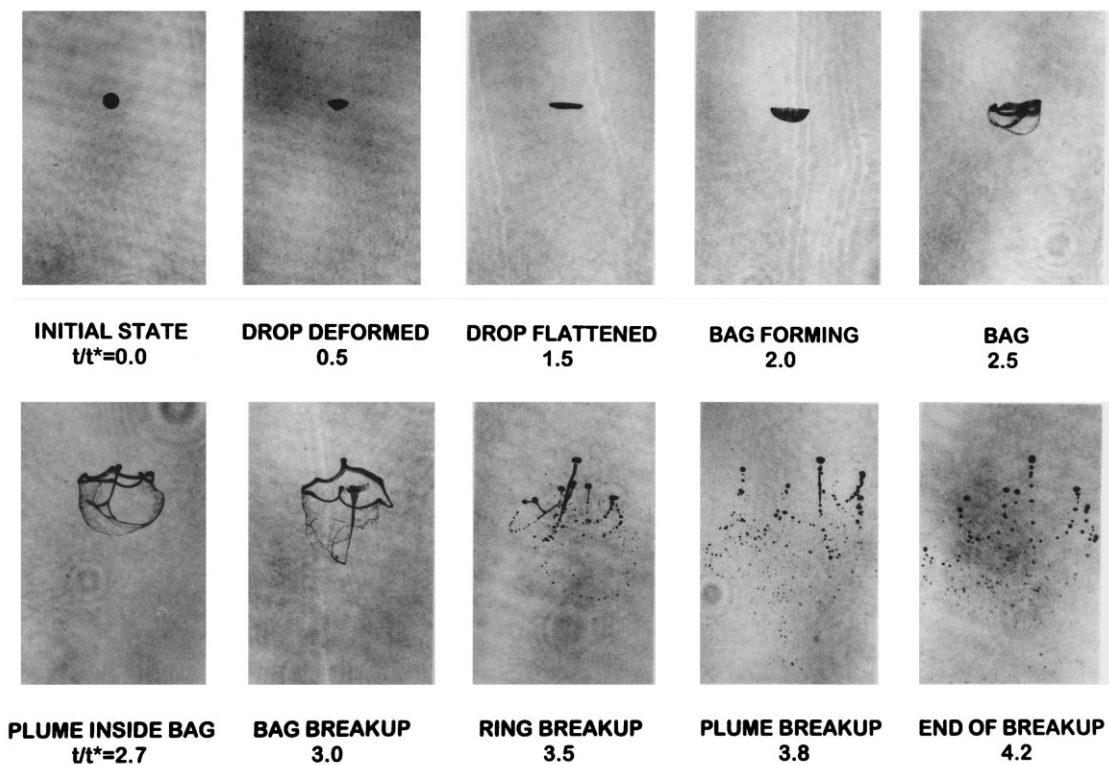 INITIAL STATE
t/t*=0.0
DROP DEFORMED
0.5
DROP FLATTENED
1.5
BAG FORMING
2.0
BAG
2.5
PLUME INSIDE BAG
t/t*=2.7
BAG BREAKUP
3.0
RING BREAKUP
3.5
PLUME BREAKUP
3.8
END OF BREAKUP
4.2